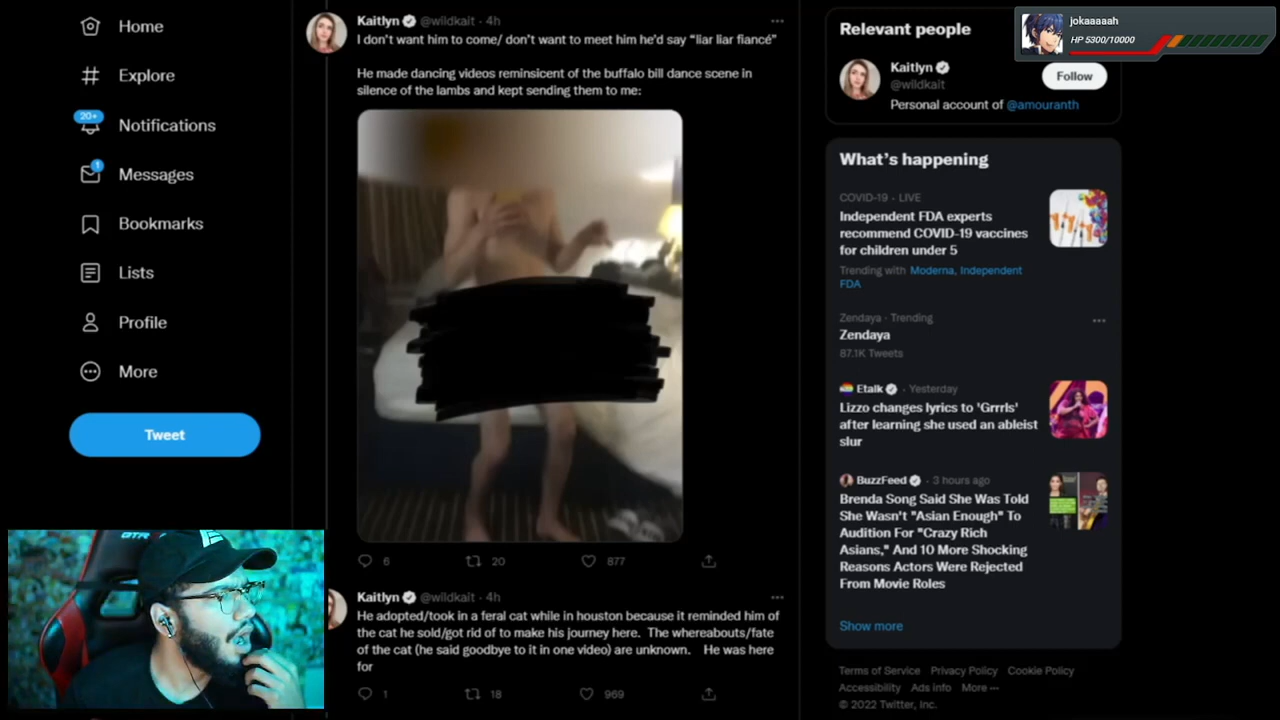 Home
Explore
20+
Notifications
1
Messages
Bookmarks
Lists
Profile
More
Tweet
Kaitlyn @wildkait · 4h
I don't want him to come/ don't want to meet him he'd say “liar liar fiancé”
He made dancing videos reminsicent of the buffalo bill dance scene in
silence of the lambs and kept sending them to me:
6 20 877
Kaitlyn @wildkait · 4h
He adopted/took in a feral cat while in houston because it reminded him of
the cat he sold/got rid of to make his journey here. The whereabouts/fate
of the cat (he said goodbye to it in one video) are unknown. He was here
for
1 18 969
Relevant people
jokaaaaah
HP 5300/10000
Kaitlyn
@wildkait
Follow
Personal account of @amouranth
What's happening
COVID-19 · LIVE
Independent FDA experts
recommend COVID-19 vaccines
for children under 5
Trending with Moderna, Independent
FDA
Zendaya · Trending
Zendaya
87.1K Tweets
Etalk · Yesterday
Lizzo changes lyrics to 'Grrrls'
after learning she used an ableist
slur
BuzzFeed · 3 hours ago
Brenda Song Said She Was Told
She Wasn't "Asian Enough" To
Audition For "Crazy Rich
Asians," And 10 More Shocking
Reasons Actors Were Rejected
From Movie Roles
Show more
Terms of Service Privacy Policy Cookie Policy
Accessibility Ads info More ···
© 2022 Twitter, Inc.